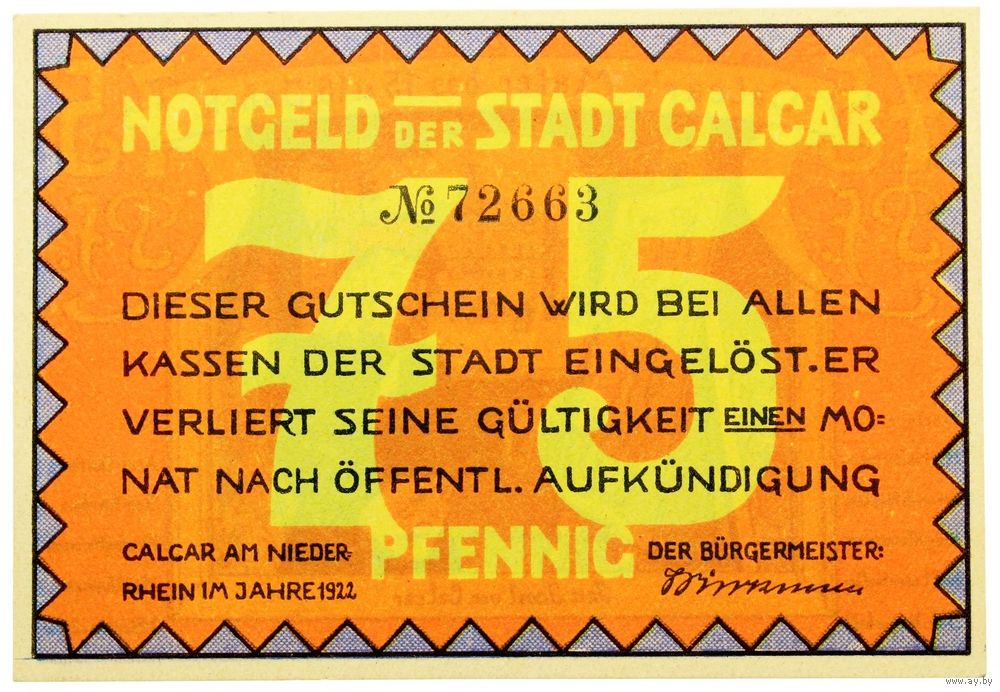 NOTGELD DER STADT CALCAR
№ 72663
75
DIESER GUTSCHEIN WIRD BEI ALLEN
KASSEN DER STADT EINGELÖST. ER
VERLIERT SEINE GÜLTIGKEIT EINEN MO=
NAT NACH ÖFFENTL. AUFKÜNDIGUNG
PFENNIG
CALCAR AM NIEDER=
RHEIN IM JAHRE 1922
DER BÜRGERMEISTER:
www.ay.by